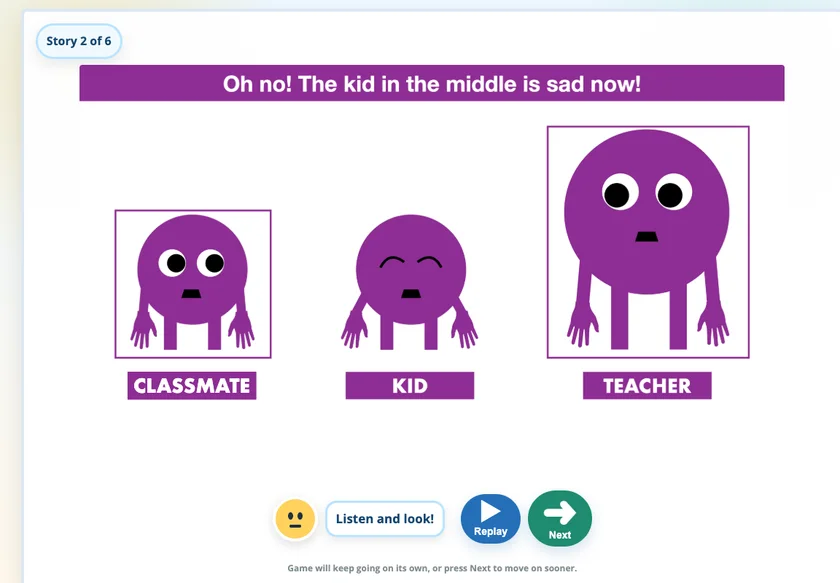 Story 2 of 6
Oh no! The kid in the middle is sad now!
CLASSMATE
KID
TEACHER
Listen and look!
Replay
Next
Game will keep going on its own, or press Next to move on sooner.